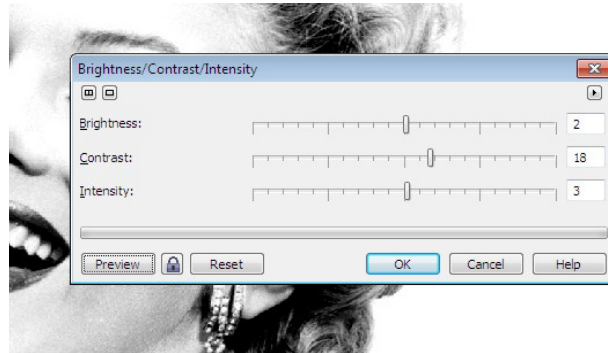 Brightness/Contrast/Intensity
Brightness: 2
Contrast: 18
Intensity: 3
Preview Reset OK Cancel Help